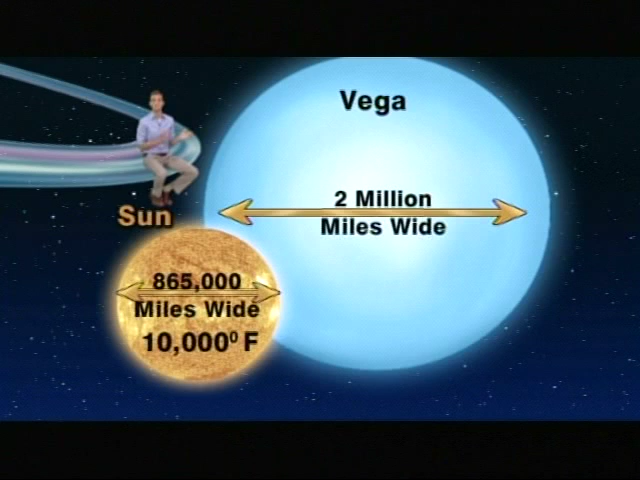 Vega
2 Million
Miles Wide
Sun
865,000
Miles Wide
10,000⁰ F